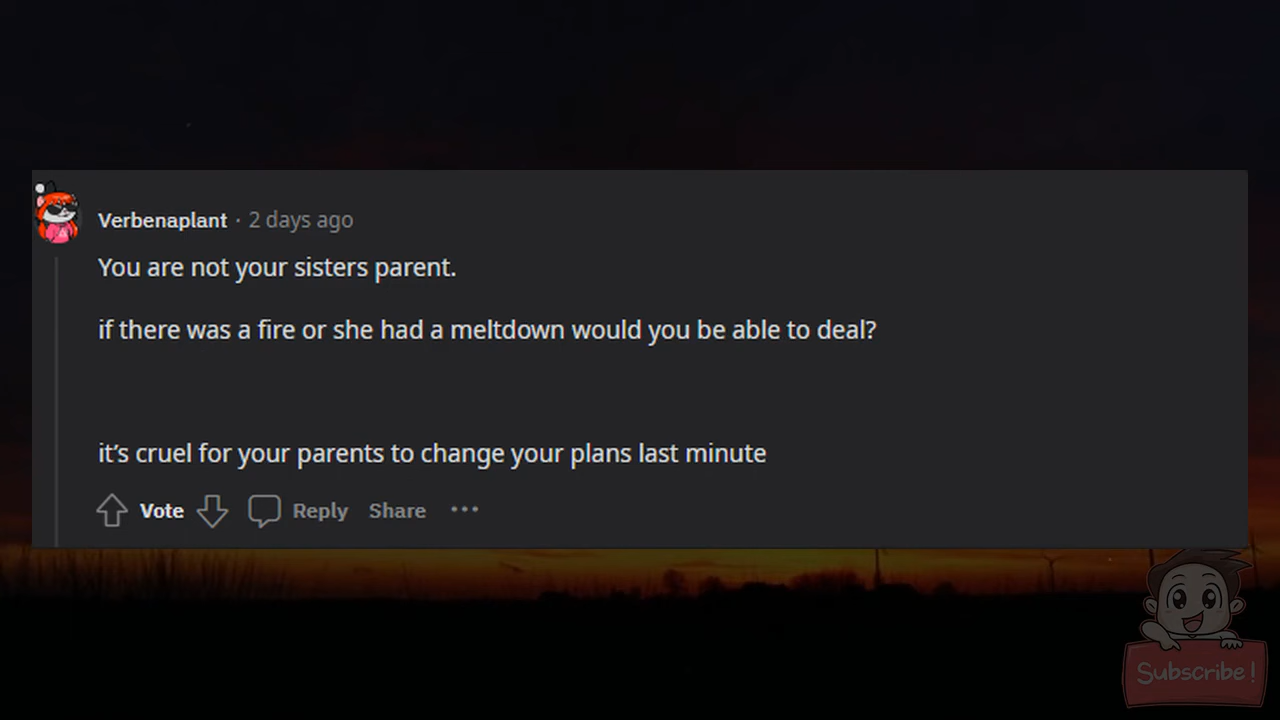 Verbenaplant · 2 days ago
You are not your sisters parent.
if there was a fire or she had a meltdown would you be able to deal?
it’s cruel for your parents to change your plans last minute
Vote Reply Share ···
Subscribe!